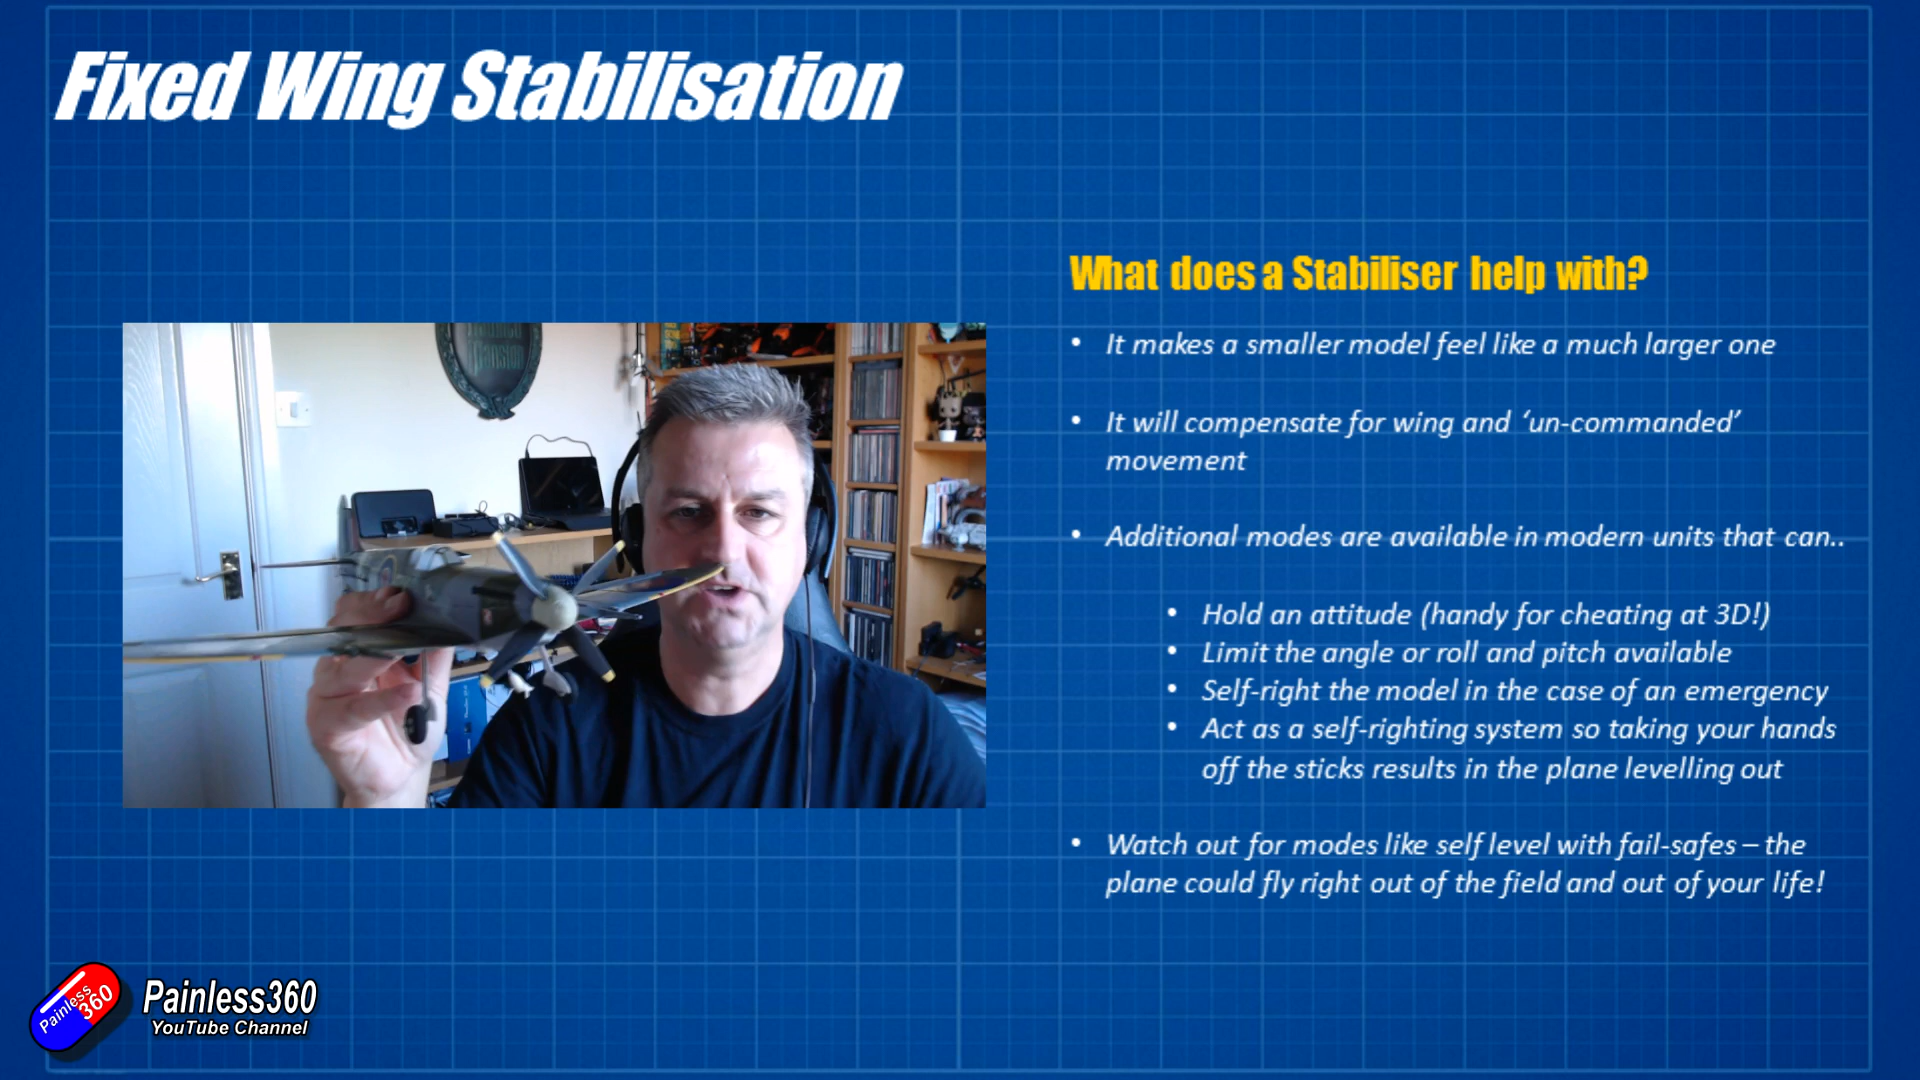 Fixed Wing Stabilisation
What does a Stabiliser help with?
• It makes a smaller model feel like a much larger one
• It will compensate for wing and ‘un-commanded’
movement
• Additional modes are available in modern units that can..
• Hold an attitude (handy for cheating at 3D!)
• Limit the angle or roll and pitch available
• Self-right the model in the case of an emergency
• Act as a self-righting system so taking your hands
off the sticks results in the plane levelling out
• Watch out for modes like self level with fail-safes – the
plane could fly right out of the field and out of your life!
Mansion
Painless
360
Painless360
YouTube Channel